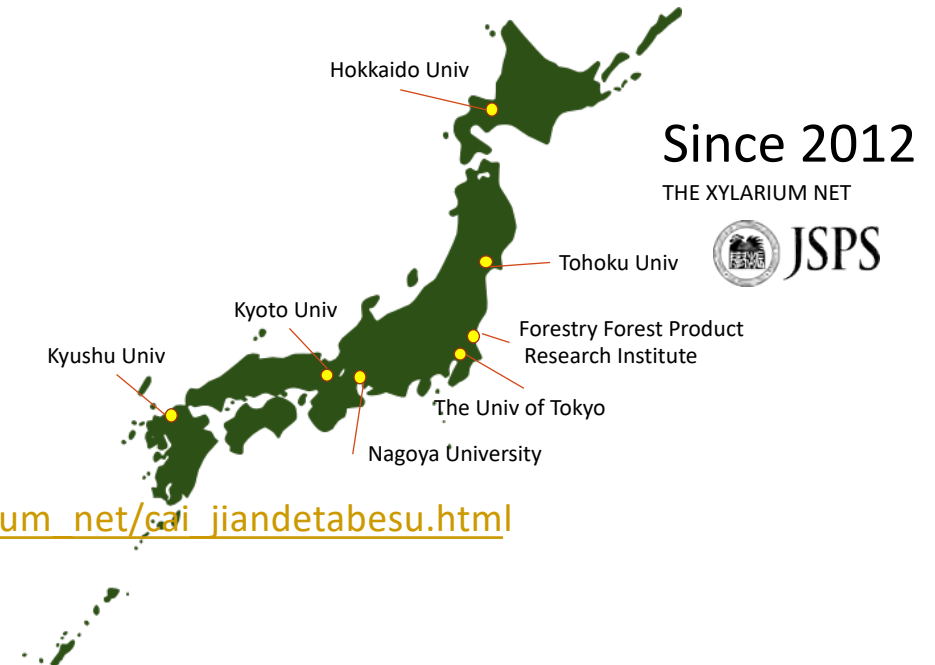 Hokkaido Univ
Since 2012
THE XYLARIUM NET
JSPS
Tohoku Univ
Kyoto Univ
Forestry Forest Product
Research Institute
Kyushu Univ
The Univ of Tokyo
Nagoya University
um_net/cai_jiandetabesu.html